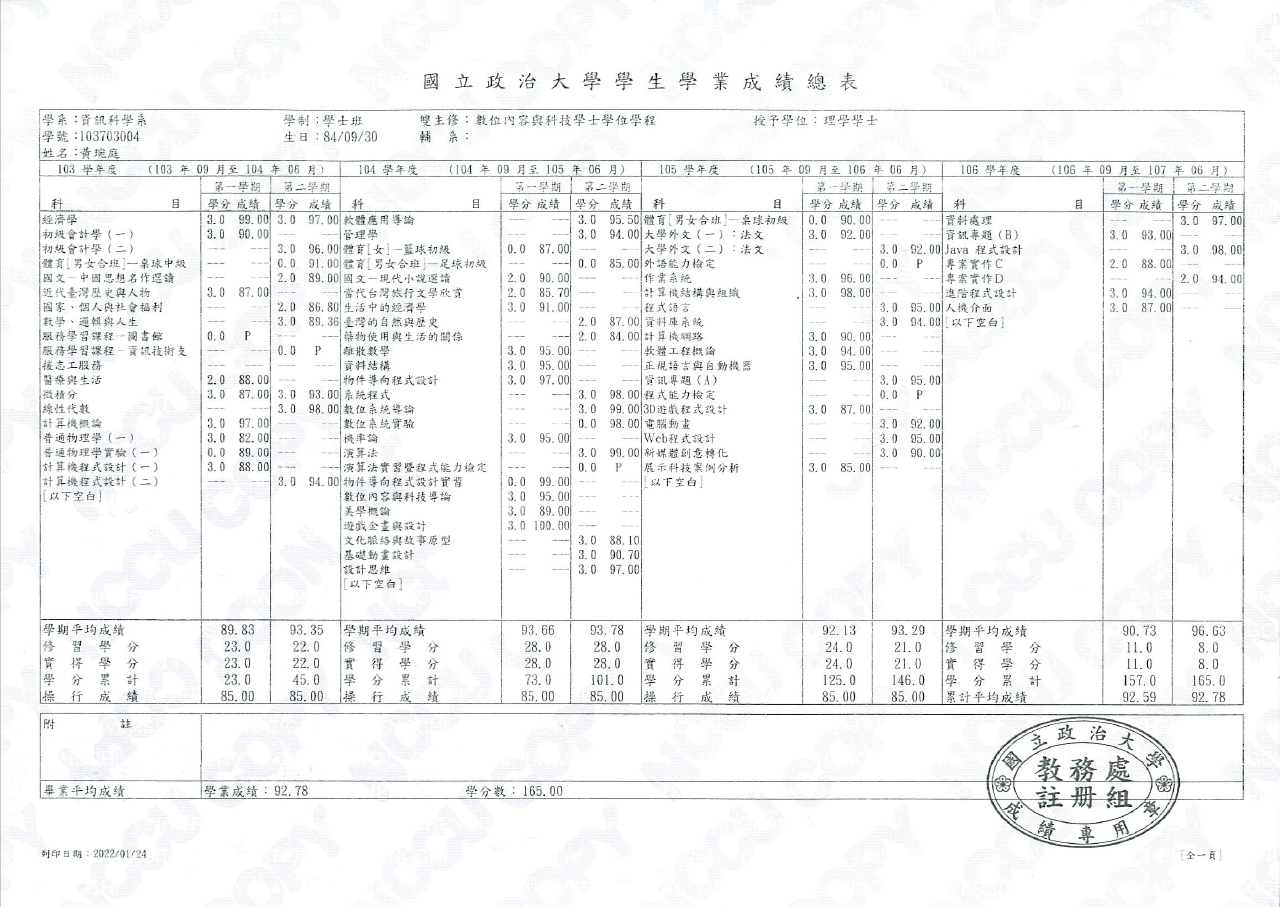 國立政治大學學生學業成績總表
學系：資訊科學系 學制：學士班 雙主修：數位內容與科技學士學位學程 授予學位：理學學士
學號：103703004 生日：84/09/30 輔 系：
姓名：黃琬庭
103 學年度 (103 年 09 月至 104 年 06 月) 104 學年度 (104 年 09 月至 105 年 06 月) 105 學年度 (105 年 09 月至 106 年 06 月) 106 學年度 (106 年 09 月至 107 年 06 月)
第一學期 第二學期 第一學期 第二學期 第一學期 第二學期 第一學期 第二學期
科 目 學分 成績 學分 成績 科 目 學分 成績 學分 成績 科 目 學分 成績 學分 成績 科 目 學分 成績 學分 成績
經濟學 3.0 99.00 3.0 97.00 軟體應用導論 --- --- 3.0 95.50 體育[男女合班]—桌球初級 0.0 90.00 --- --- 資料處理 --- --- 3.0 97.00
初級會計學(一) 3.0 90.00 --- --- 管理學 --- --- 3.0 94.00 大學外文(一)：法文 3.0 92.00 --- --- 資訊專題(B) 3.0 93.00 --- ---
初級會計學(二) --- --- 3.0 96.00 體育[女]—籃球初級 0.0 87.00 --- --- 大學外文(二)：法文 --- --- 3.0 92.00 Java 程式設計 --- --- 3.0 98.00
體育[男女合班]—桌球中級 --- --- 0.0 91.00 體育[男女合班]—足球初級 --- --- 0.0 85.00 外語能力檢定 --- --- 0.0 P 專案實作C 2.0 88.00 --- ---
國文—中國思想名作選讀 --- --- 2.0 89.00 國文—現代小說選讀 2.0 90.00 --- --- 作業系統 3.0 96.00 --- --- 專案實作D --- --- 2.0 94.00
近代臺灣歷史與人物 3.0 87.00 --- --- 當代台灣旅行文學欣賞 2.0 85.70 --- --- 計算機結構與組織 3.0 98.00 --- --- 進階程式設計 3.0 94.00 --- ---
國家、個人與社會福利 --- --- 2.0 86.80 生活中的經濟學 3.0 91.00 --- --- 程式語言 --- --- 3.0 95.00 人機介面 3.0 87.00 --- ---
數學、邏輯與人生 --- --- 3.0 89.36 臺灣的自然與歷史 --- --- 2.0 87.00 資料庫系統 --- --- 3.0 94.00 [以下空白]
服務學習課程—圖書館 0.0 P --- --- 藥物使用與生活的關係 --- --- 2.0 84.00 計算機網路 3.0 90.00 --- ---
服務學習課程—資訊技術支 --- --- 0.0 P 離散數學 3.0 95.00 --- --- 軟體工程概論 3.0 94.00 --- ---
援志工服務 --- --- --- --- 資料結構 3.0 95.00 --- --- 正規語言與自動機器 3.0 95.00 --- ---
醫療與生活 2.0 88.00 --- --- 物件導向程式設計 3.0 97.00 --- --- 資訊專題(A) --- --- 3.0 95.00
微積分 3.0 87.00 3.0 93.00 系統程式 --- --- 3.0 98.00 程式能力檢定 --- --- 0.0 P
線性代數 --- --- 3.0 98.00 數位系統導論 --- --- 3.0 99.00 3D遊戲程式設計 3.0 87.00 --- ---
計算機概論 3.0 97.00 --- --- 數位系統實驗 --- --- 0.0 98.00 電腦動畫 --- --- 3.0 92.00
普通物理學(一) 3.0 82.00 --- --- 機率論 3.0 95.00 --- --- Web程式設計 --- --- 3.0 95.00
普通物理學實驗(一) 0.0 89.00 --- --- 演算法 --- --- 3.0 99.00 新媒體創意轉化 --- --- 3.0 90.00
計算機程式設計(一) 3.0 88.00 --- --- 演算法實習暨程式能力檢定 --- --- 0.0 P 展示科技案例分析 3.0 85.00 --- ---
計算機程式設計(二) --- --- 3.0 94.00 物件導向程式設計實習 0.0 99.00 --- --- [以下空白]
[以下空白] 數位內容與科技導論 3.0 95.00 --- ---
美學概論 3.0 89.00 --- ---
遊戲企畫與設計 3.0 100.00 --- ---
文化脈絡與故事原型 --- --- 3.0 88.10
基礎動畫設計 --- --- 3.0 90.70
設計思維 --- --- 3.0 97.00
[以下空白]
學期平均成績 89.83 93.35 學期平均成績 93.66 93.78 學期平均成績 92.13 93.29 學期平均成績 90.73 96.63
修習學分 23.0 22.0 修習學分 28.0 28.0 修習學分 24.0 21.0 修習學分 11.0 8.0
實得學分 23.0 22.0 實得學分 28.0 28.0 實得學分 24.0 21.0 實得學分 11.0 8.0
學分累計 23.0 45.0 學分累計 73.0 101.0 學分累計 125.0 146.0 學分累計 157.0 165.0
操行成績 85.00 85.00 操行成績 85.00 85.00 操行成績 85.00 85.00 累計平均成績 92.59 92.78
附 註
國立政治大學
教務處
註冊組
成績專用章
畢業平均成績 學業成績：92.78 學分數：165.00
列印日期：2022/01/24 [全一頁]
NCCU COPY